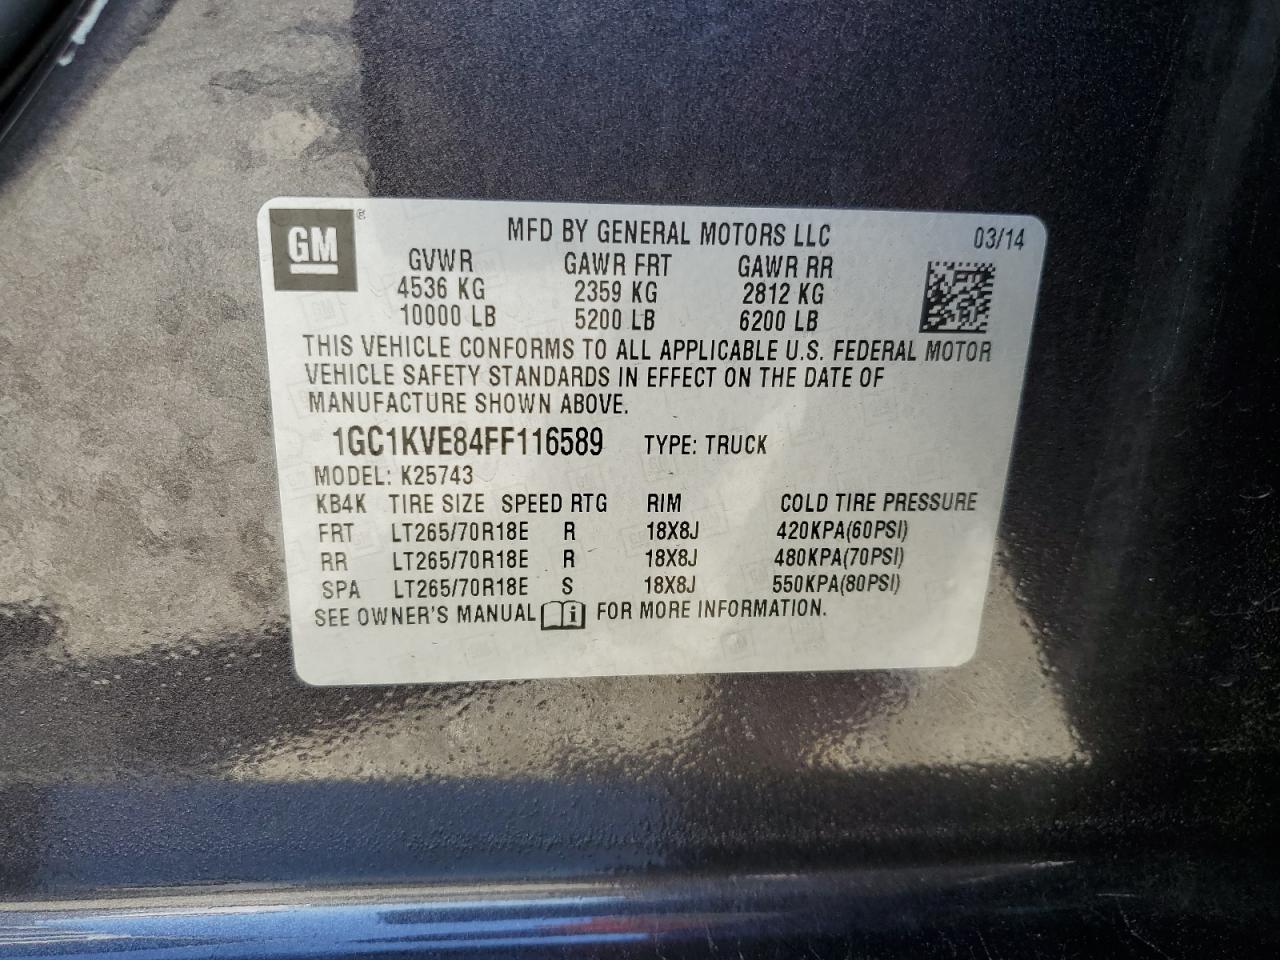 GM ®
MFD BY GENERAL MOTORS LLC 03/14
GVWR GAWR FRT GAWR RR
4536 KG 2359 KG 2812 KG
10000 LB 5200 LB 6200 LB
THIS VEHICLE CONFORMS TO ALL APPLICABLE U.S. FEDERAL MOTOR
VEHICLE SAFETY STANDARDS IN EFFECT ON THE DATE OF
MANUFACTURE SHOWN ABOVE.
1GC1KVE84FF116589 TYPE: TRUCK
MODEL: K25743
KB4K TIRE SIZE SPEED RTG RIM COLD TIRE PRESSURE
FRT LT265/70R18E R 18X8J 420KPA(60PSI)
RR LT265/70R18E R 18X8J 480KPA(70PSI)
SPA LT265/70R18E S 18X8J 550KPA(80PSI)
SEE OWNER'S MANUAL i FOR MORE INFORMATION.